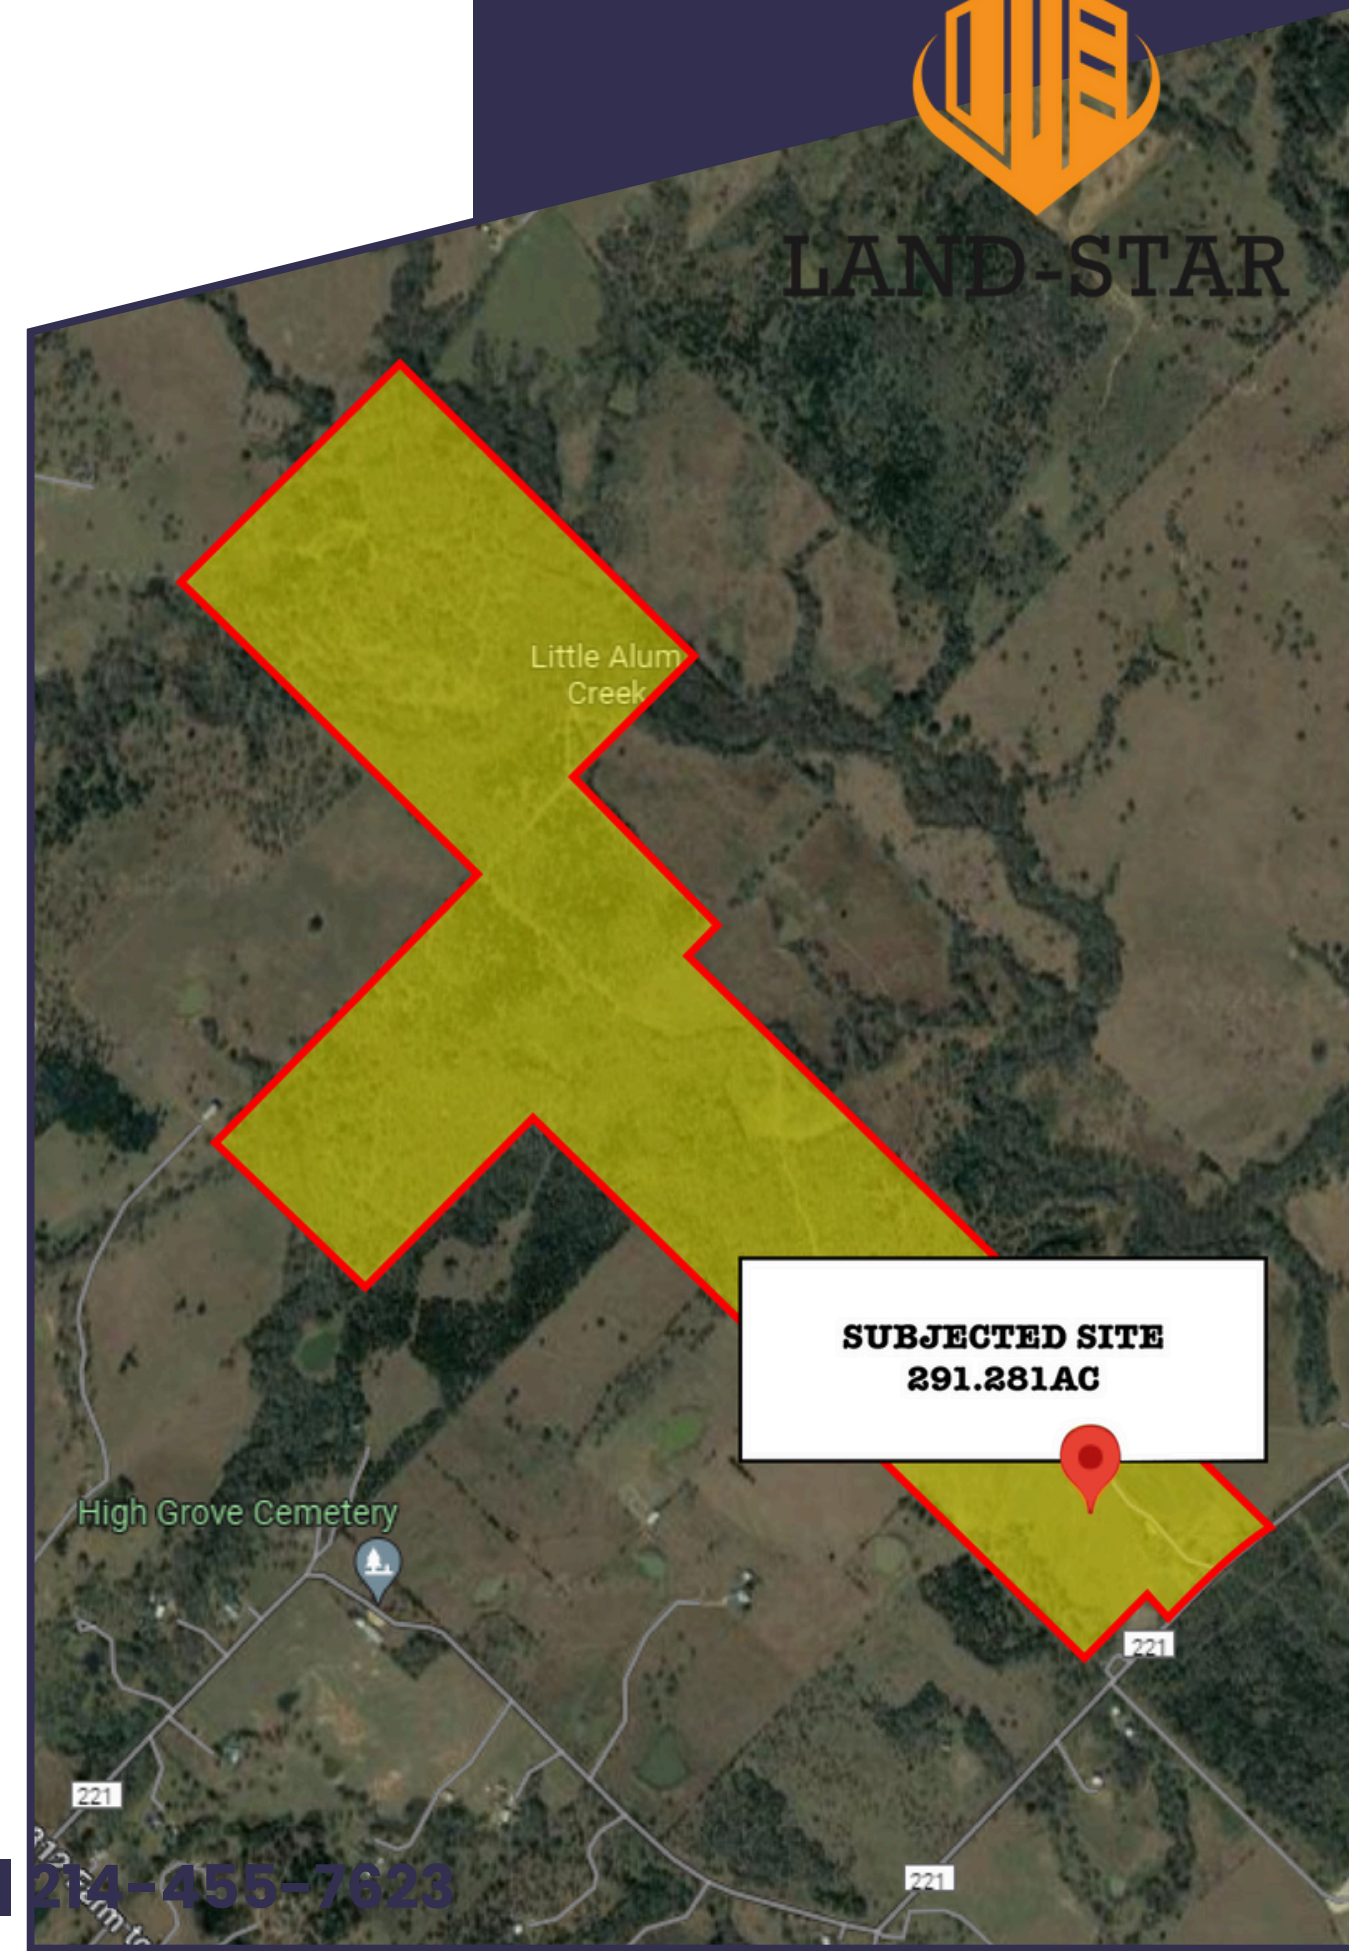 LAND-STAR
Little Alum
Creek
SUBJECTED SITE
291.281AC
High Grove Cemetery
221
221
221
214-455-7623